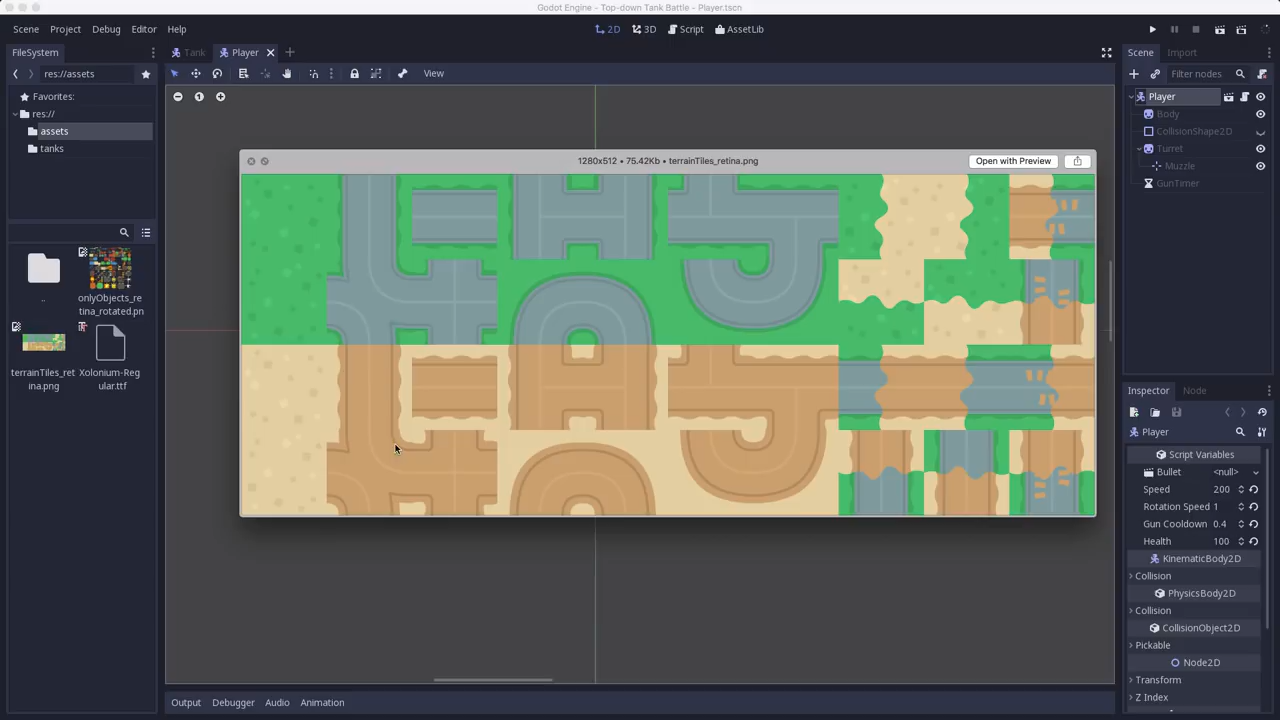 Godot Engine - Top-down Tank Battle - Player.tscn
Scene Project Debug Editor Help
2D 3D Script AssetLib
FileSystem
Tank Player
Scene Import
res://assets
View
Filter nodes
Favorites:
res://
assets
tanks
Player
Body
CollisionShape2D
Turret
Muzzle
GunTimer
1280x512 • 75.42Kb • terrainTiles_retina.png
Open with Preview
..
onlyObjects_re
tina_rotated.pn
terrainTiles_ret
ina.png
Xolonium-Reg
ular.ttf
Inspector Node
Player
Script Variables
Bullet <null>
Speed 200
Rotation Speed 1
Gun Cooldown 0.4
Health 100
KinematicBody2D
Collision
PhysicsBody2D
Collision
CollisionObject2D
Pickable
Node2D
Transform
Z Index
Output Debugger Audio Animation